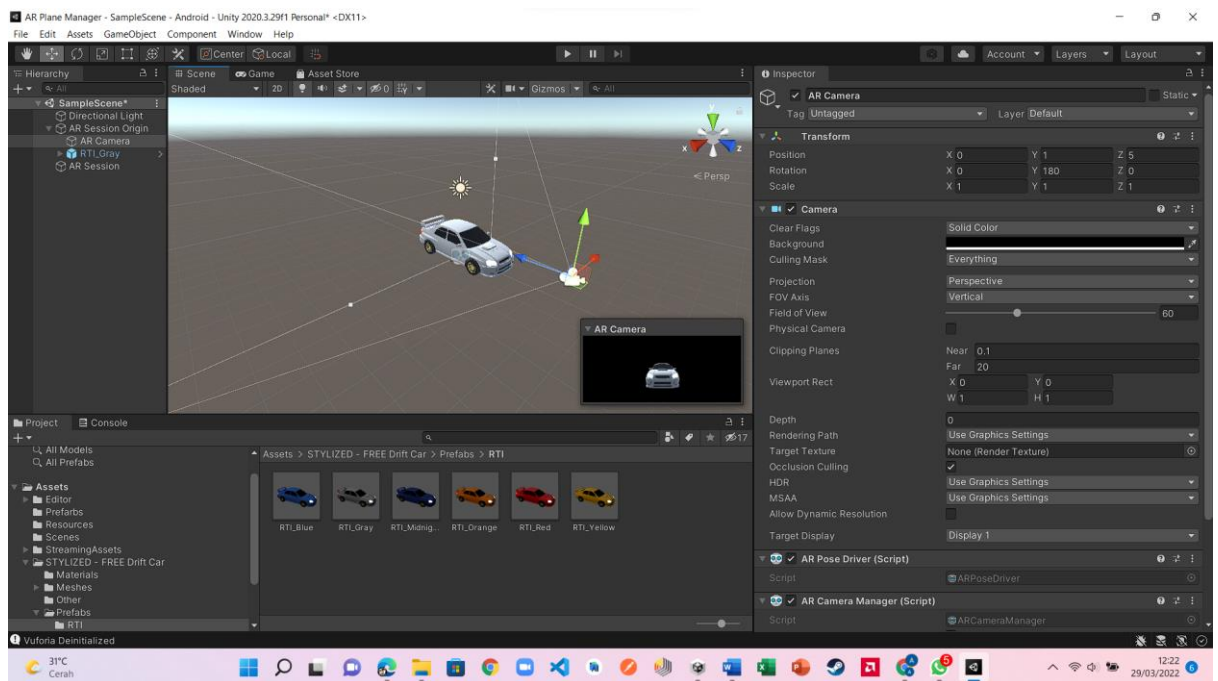 AR Plane Manager - SampleScene - Android - Unity 2020.3.29f1 Personal* <DX11>
File Edit Assets GameObject Component Window Help
Center Local
Account Layers Layout
Hierarchy
All
SampleScene*
Directional Light
AR Session Origin
AR Camera
RTI_Gray
AR Session
Scene Game Asset Store
Shaded 2D 0 Gizmos All
y
x z
Persp
AR Camera
Inspector
AR Camera Static
Tag Untagged Layer Default
Transform
Position X 0 Y 1 Z 5
Rotation X 0 Y 180 Z 0
Scale X 1 Y 1 Z 1
Camera
Clear Flags Solid Color
Background
Culling Mask Everything
Projection Perspective
FOV Axis Vertical
Field of View 60
Physical Camera
Clipping Planes Near 0.1
Far 20
Viewport Rect X 0 Y 0
W 1 H 1
Depth 0
Rendering Path Use Graphics Settings
Target Texture None (Render Texture)
Occlusion Culling
HDR Use Graphics Settings
MSAA Use Graphics Settings
Allow Dynamic Resolution
Target Display Display 1
AR Pose Driver (Script)
Script ARPoseDriver
AR Camera Manager (Script)
Script ARCameraManager
Project Console
17
All Models
All Prefabs
Assets
Editor
Prefarbs
Resources
Scenes
StreamingAssets
STYLIZED - FREE Drift Car
Materials
Meshes
Other
Prefabs
RTI
Assets > STYLIZED - FREE Drift Car > Prefabs > RTI
RTI_Blue RTI_Gray RTI_Midnig... RTI_Orange RTI_Red RTI_Yellow
Vuforia Deinitialized
31°C
Cerah
12:22
29/03/2022 6